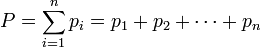 P = \sum_{i=1}^{n} p_i = p_1 + p_2 + \cdots + p_n